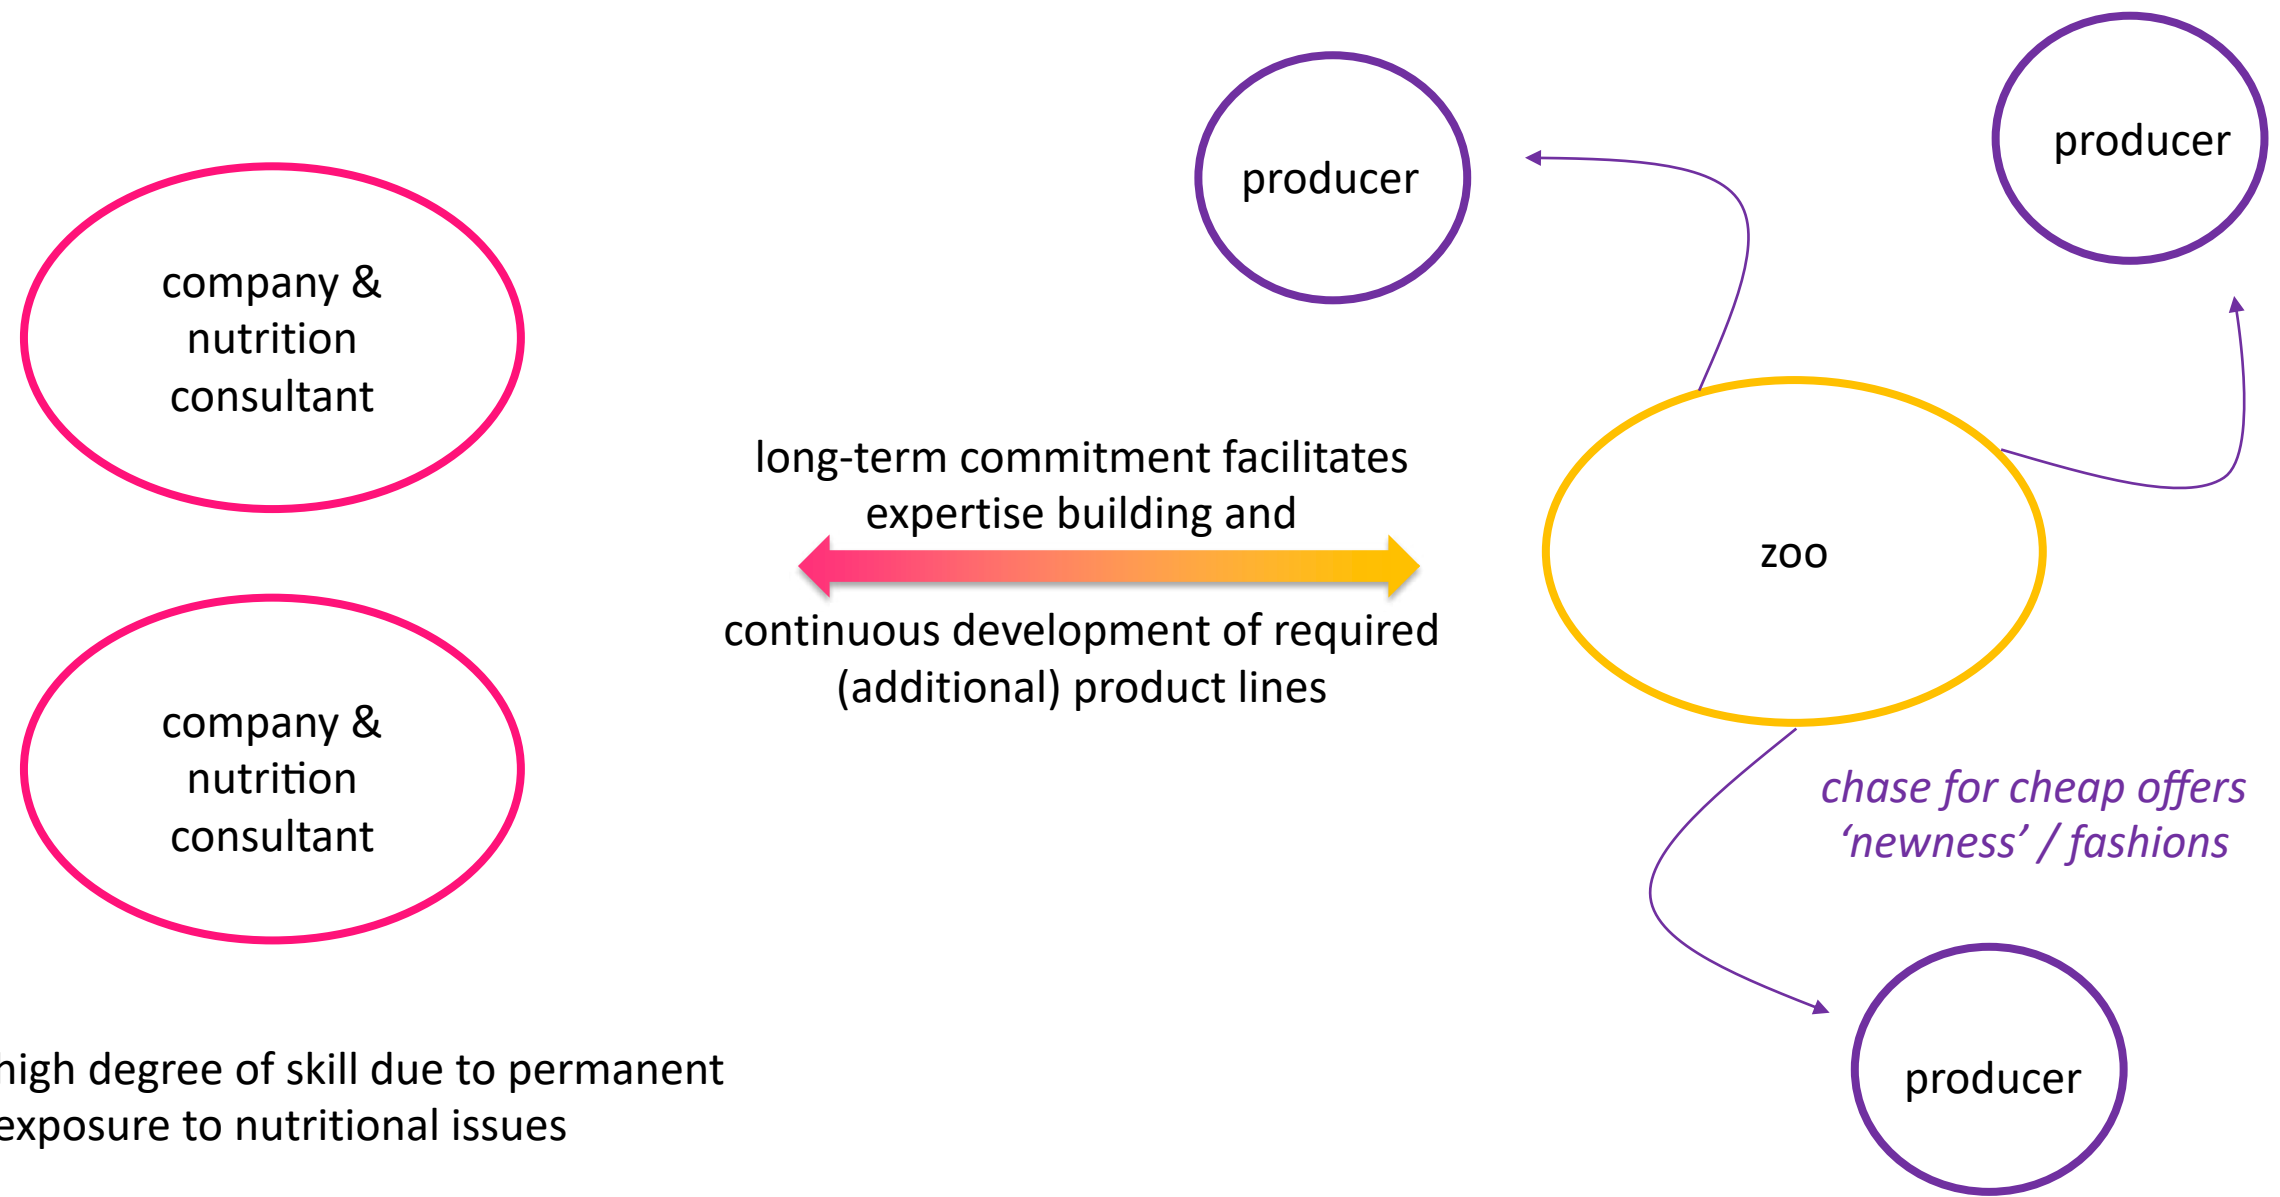 producer
producer
company &
nutrition
consultant
long-term commitment facilitates
expertise building and
continuous development of required
(additional) product lines
zoo
company &
nutrition
consultant
chase for cheap offers
‘newness’ / fashions
high degree of skill due to permanent
exposure to nutritional issues
producer